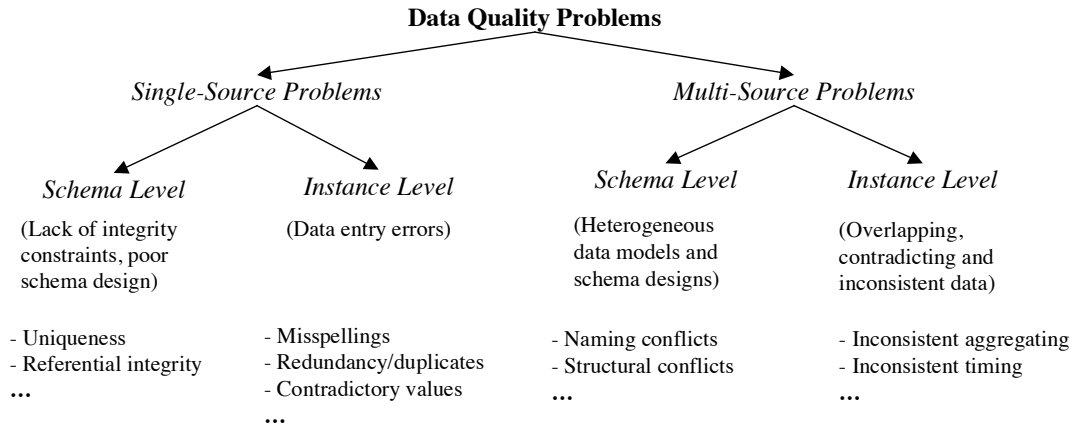 Data Quality Problems
Single-Source Problems
Multi-Source Problems
Schema Level
Instance Level
Schema Level
Instance Level
(Lack of integrity
constraints, poor
schema design)
(Data entry errors)
(Heterogeneous
data models and
schema designs)
(Overlapping,
contradicting and
inconsistent data)
- Uniqueness
- Referential integrity
...
- Misspellings
- Redundancy/duplicates
- Contradictory values
...
- Naming conflicts
- Structural conflicts
...
- Inconsistent aggregating
- Inconsistent timing
...